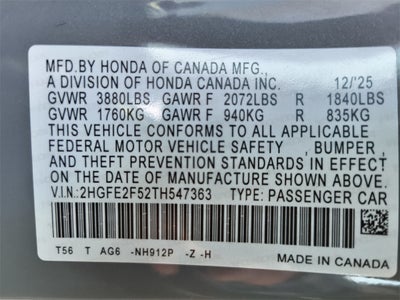 MFD.BY HONDA OF CANADA MFG.,
A DIVISION OF HONDA CANADA INC. 12/'25
GVWR 3880LBS GAWR F 2072LBS R 1840LBS
GVWR 1760KG GAWR F 940KG R 835KG
THIS VEHICLE CONFORMS TO ALL APPLICABLE
FEDERAL MOTOR VEHICLE SAFETY , BUMPER ,
AND THEFT PREVENTION STANDARDS IN EFFECT
ON THE DATE OF MANUFACTURE SHOWN ABOVE.
V.I.N:2HGFE2F52TH547363 TYPE: PASSENGER CAR
T56 T AG6 -NH912P -Z -H
MADE IN CANADA